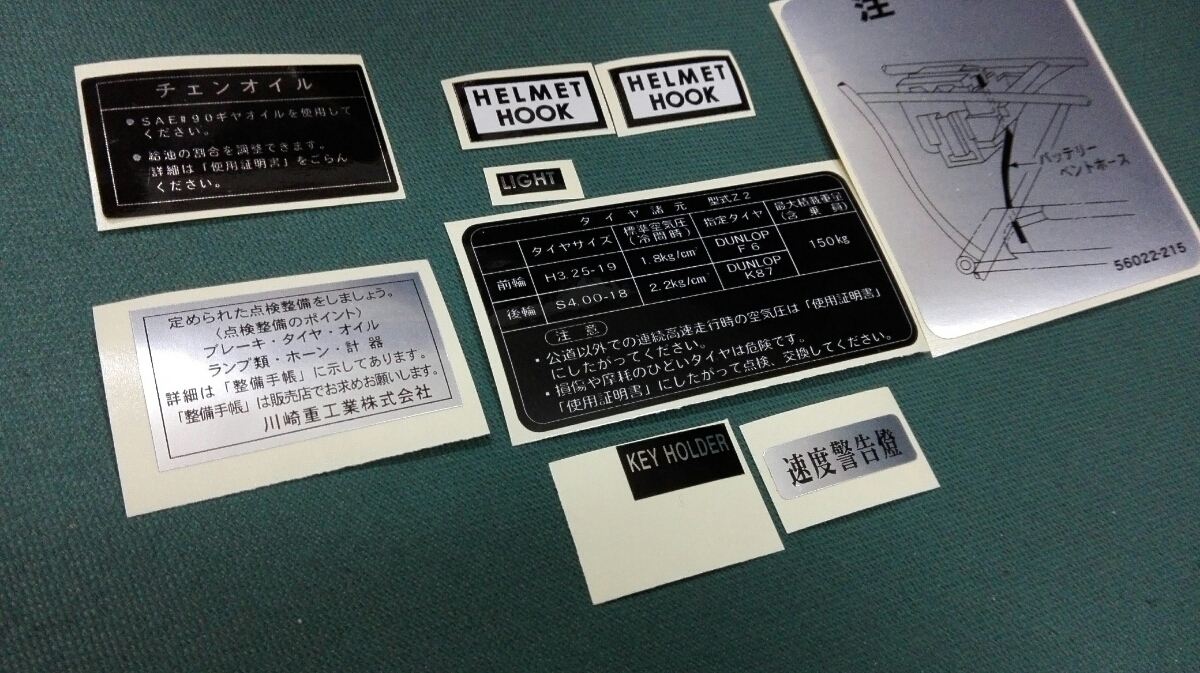 チェンオイル
●SAE#90ギヤオイルを使用して
ください。
●給油の割合を調整できます。
詳細は「使用証明書」をごらん
ください。
HELMET
HOOK
HELMET
HOOK
LIGHT
タイヤ諸元 型式Z2
タイヤサイズ 標準空気圧(冷間時) 指定タイヤ 最大積載重量(含乗員)
前輪 H3.25-19 1.8kg/cm² DUNLOP F6 150kg
後輪 S4.00-18 2.2kg/cm² DUNLOP K87
注意
・公道以外での連続高速走行時の空気圧は「使用証明書」
にしたがってください。
・損傷や摩耗のひどいタイヤは危険です。
「使用証明書」にしたがって点検、交換してください。
注
バッテリー
ベントホース
56022-215
定められた点検整備をしましょう。
〈点検整備のポイント〉
ブレーキ・タイヤ・オイル
ランプ類・ホーン・計器
詳細は「整備手帳」に示してあります。
「整備手帳」は販売店でお求めお願いします。
川崎重工業株式会社
KEY HOLDER
速度警告燈